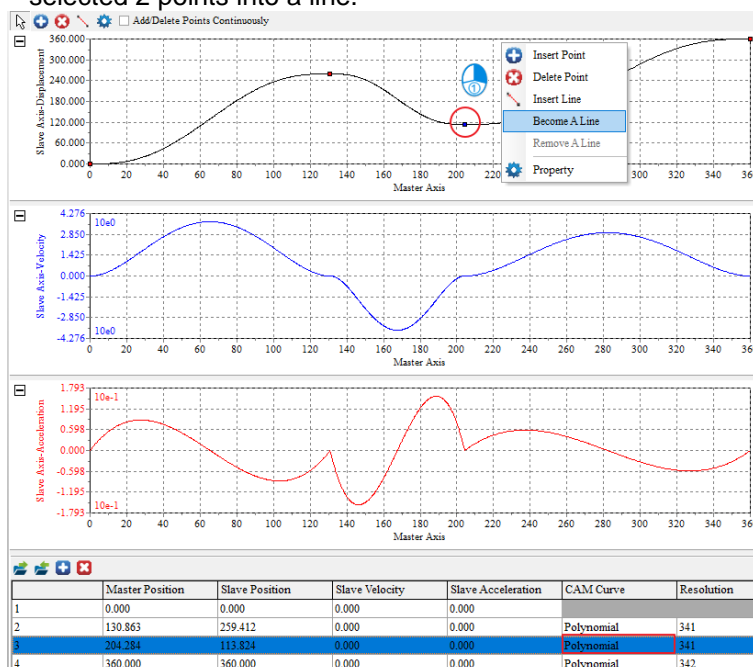 selected 2 points into a line.
Add/Delete Points Continuously
360.000
300.000
240.000
180.000
120.000
60.000
0.000
Slave Axis-Displacement
Insert Point
Delete Point
Insert Line
Become A Line
Remove A Line
Property
0 20 40 60 80 100 120 140 160 180 200 220 300 320 340 36
Master Axis
4.276
2.850
1.425
0.000
-1.425
-2.850
-4.276
10e0
10e0
Slave Axis-Velocity
0 20 40 60 80 100 120 140 160 180 200 220 240 260 280 300 320 340 36
Master Axis
1.793
1.195
0.598
0.000
-0.598
-1.195
-1.793
10e-1
10e-1
Slave Axis-Acceleration
0 20 40 60 80 100 120 140 160 180 200 220 240 260 280 300 320 340 36
Master Axis
Master Position Slave Position Slave Velocity Slave Acceleration CAM Curve Resolution
1 0.000 0.000 0.000 0.000
2 130.863 259.412 0.000 0.000 Polynomial 341
3 204.284 113.824 0.000 0.000 Polynomial 341
4 360.000 360.000 0.000 0.000 Polynomial 342